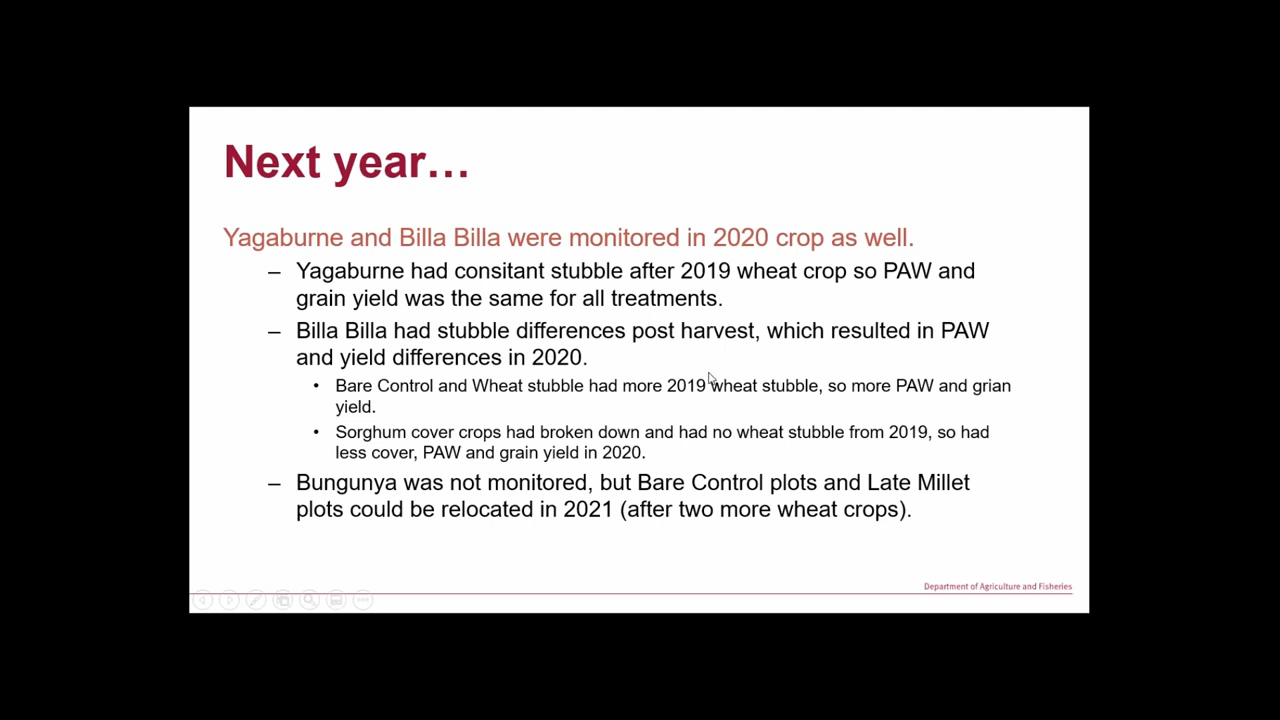 Next year…
Yagaburne and Billa Billa were monitored in 2020 crop as well.
– Yagaburne had consitant stubble after 2019 wheat crop so PAW and
grain yield was the same for all treatments.
– Billa Billa had stubble differences post harvest, which resulted in PAW
and yield differences in 2020.
• Bare Control and Wheat stubble had more 2019 wheat stubble, so more PAW and grian
yield.
• Sorghum cover crops had broken down and had no wheat stubble from 2019, so had
less cover, PAW and grain yield in 2020.
– Bungunya was not monitored, but Bare Control plots and Late Millet
plots could be relocated in 2021 (after two more wheat crops).
Department of Agriculture and Fisheries